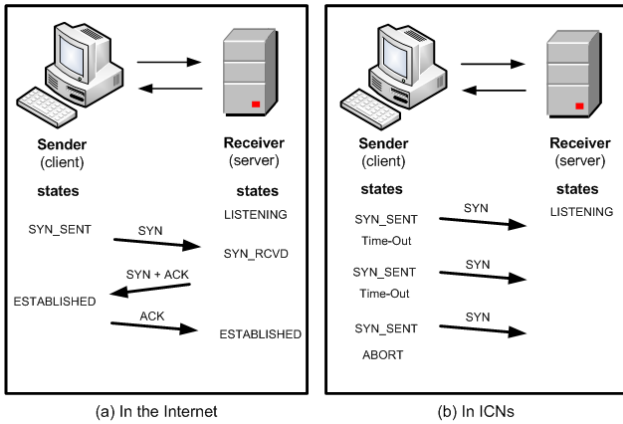 Sender
(client)
Receiver
(server)
states
states
LISTENING
SYN_SENT
SYN
SYN_RCVD
SYN + ACK
ESTABLISHED
ACK
ESTABLISHED
(a) In the Internet
Sender
(client)
Receiver
(server)
states
states
SYN_SENT
SYN
LISTENING
Time-Out
SYN_SENT
SYN
Time-Out
SYN_SENT
SYN
ABORT
(b) In ICNs